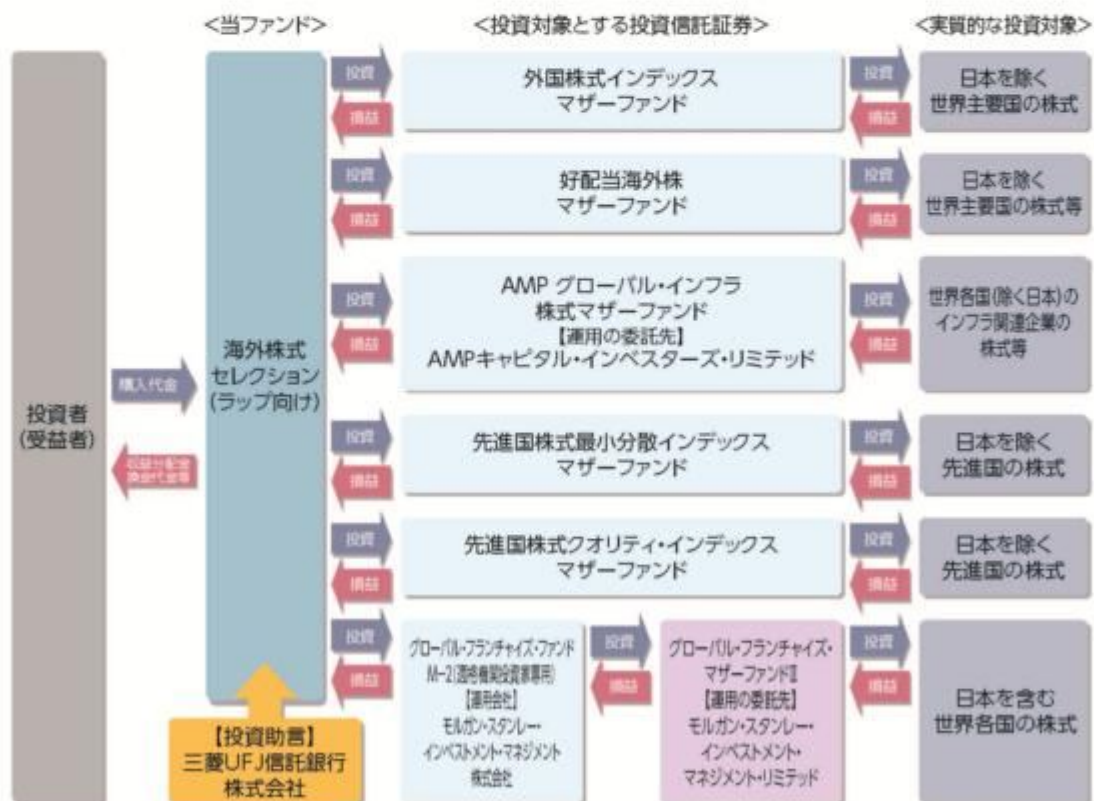 <当ファンド>
<投資対象とする投資信託証券>
<実質的な投資対象>
投資者
(受益者)
購入代金
収益分配金
換金代金等
海外株式
セレクション
(ラップ向け)
【投資助言】
三菱UFJ信託銀行
株式会社
投資
損益
外国株式インデックス
マザーファンド
投資
損益
日本を除く
世界主要国の株式
投資
損益
好配当海外株
マザーファンド
投資
損益
日本を除く
世界主要国の株式等
投資
損益
AMP グローバル・インフラ
株式マザーファンド
【運用の委託先】
AMPキャピタル・インベスターズ・リミテッド
投資
損益
世界各国(除く日本)の
インフラ関連企業の
株式等
投資
損益
先進国株式最小分散インデックス
マザーファンド
投資
損益
日本を除く
先進国の株式
投資
損益
先進国株式クオリティ・インデックス
マザーファンド
投資
損益
日本を除く
先進国の株式
投資
損益
グローバル・フランチャイズ・ファンド
M-2(適格機関投資家専用)
【運用会社】
モルガン・スタンレー・
インベストメント・マネジメント
株式会社
投資
損益
グローバル・フランチャイズ・
マザーファンドⅡ
【運用の委託先】
モルガン・スタンレー・
インベストメント・
マネジメント・リミテッド
投資
損益
日本を含む
世界各国の株式